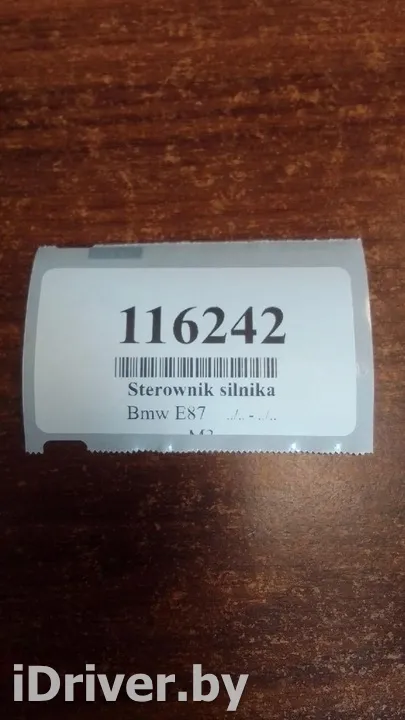 116242
Sterownik silnika
Bmw E87 ../.. - ../..
iDriver.by